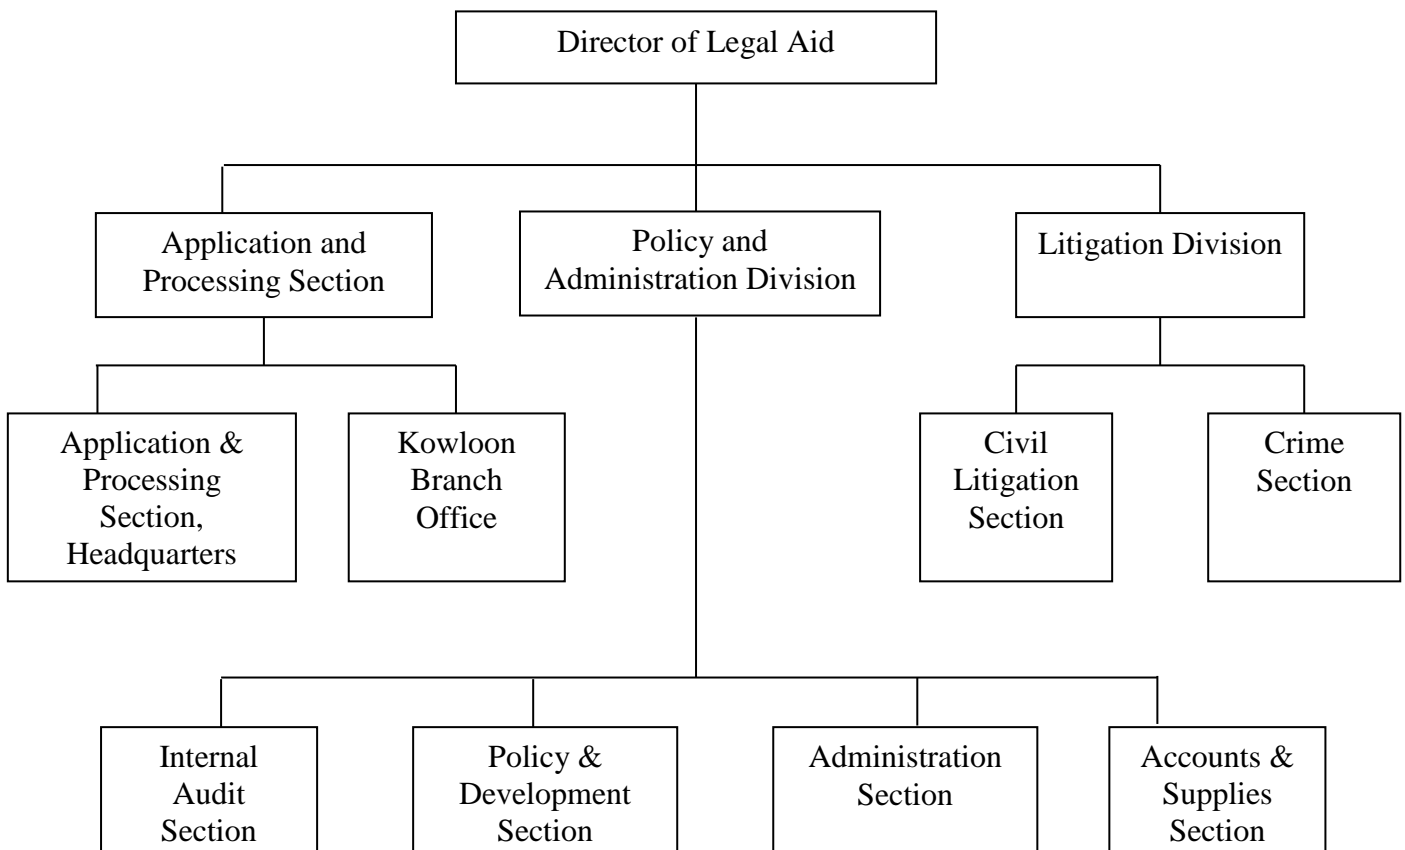 Director of Legal Aid
Application and
Processing Section
Policy and
Administration Division
Litigation Division
Application &
Processing
Section,
Headquarters
Kowloon
Branch
Office
Civil
Litigation
Section
Crime
Section
Internal
Audit
Section
Policy &
Development
Section
Administration
Section
Accounts &
Supplies
Section